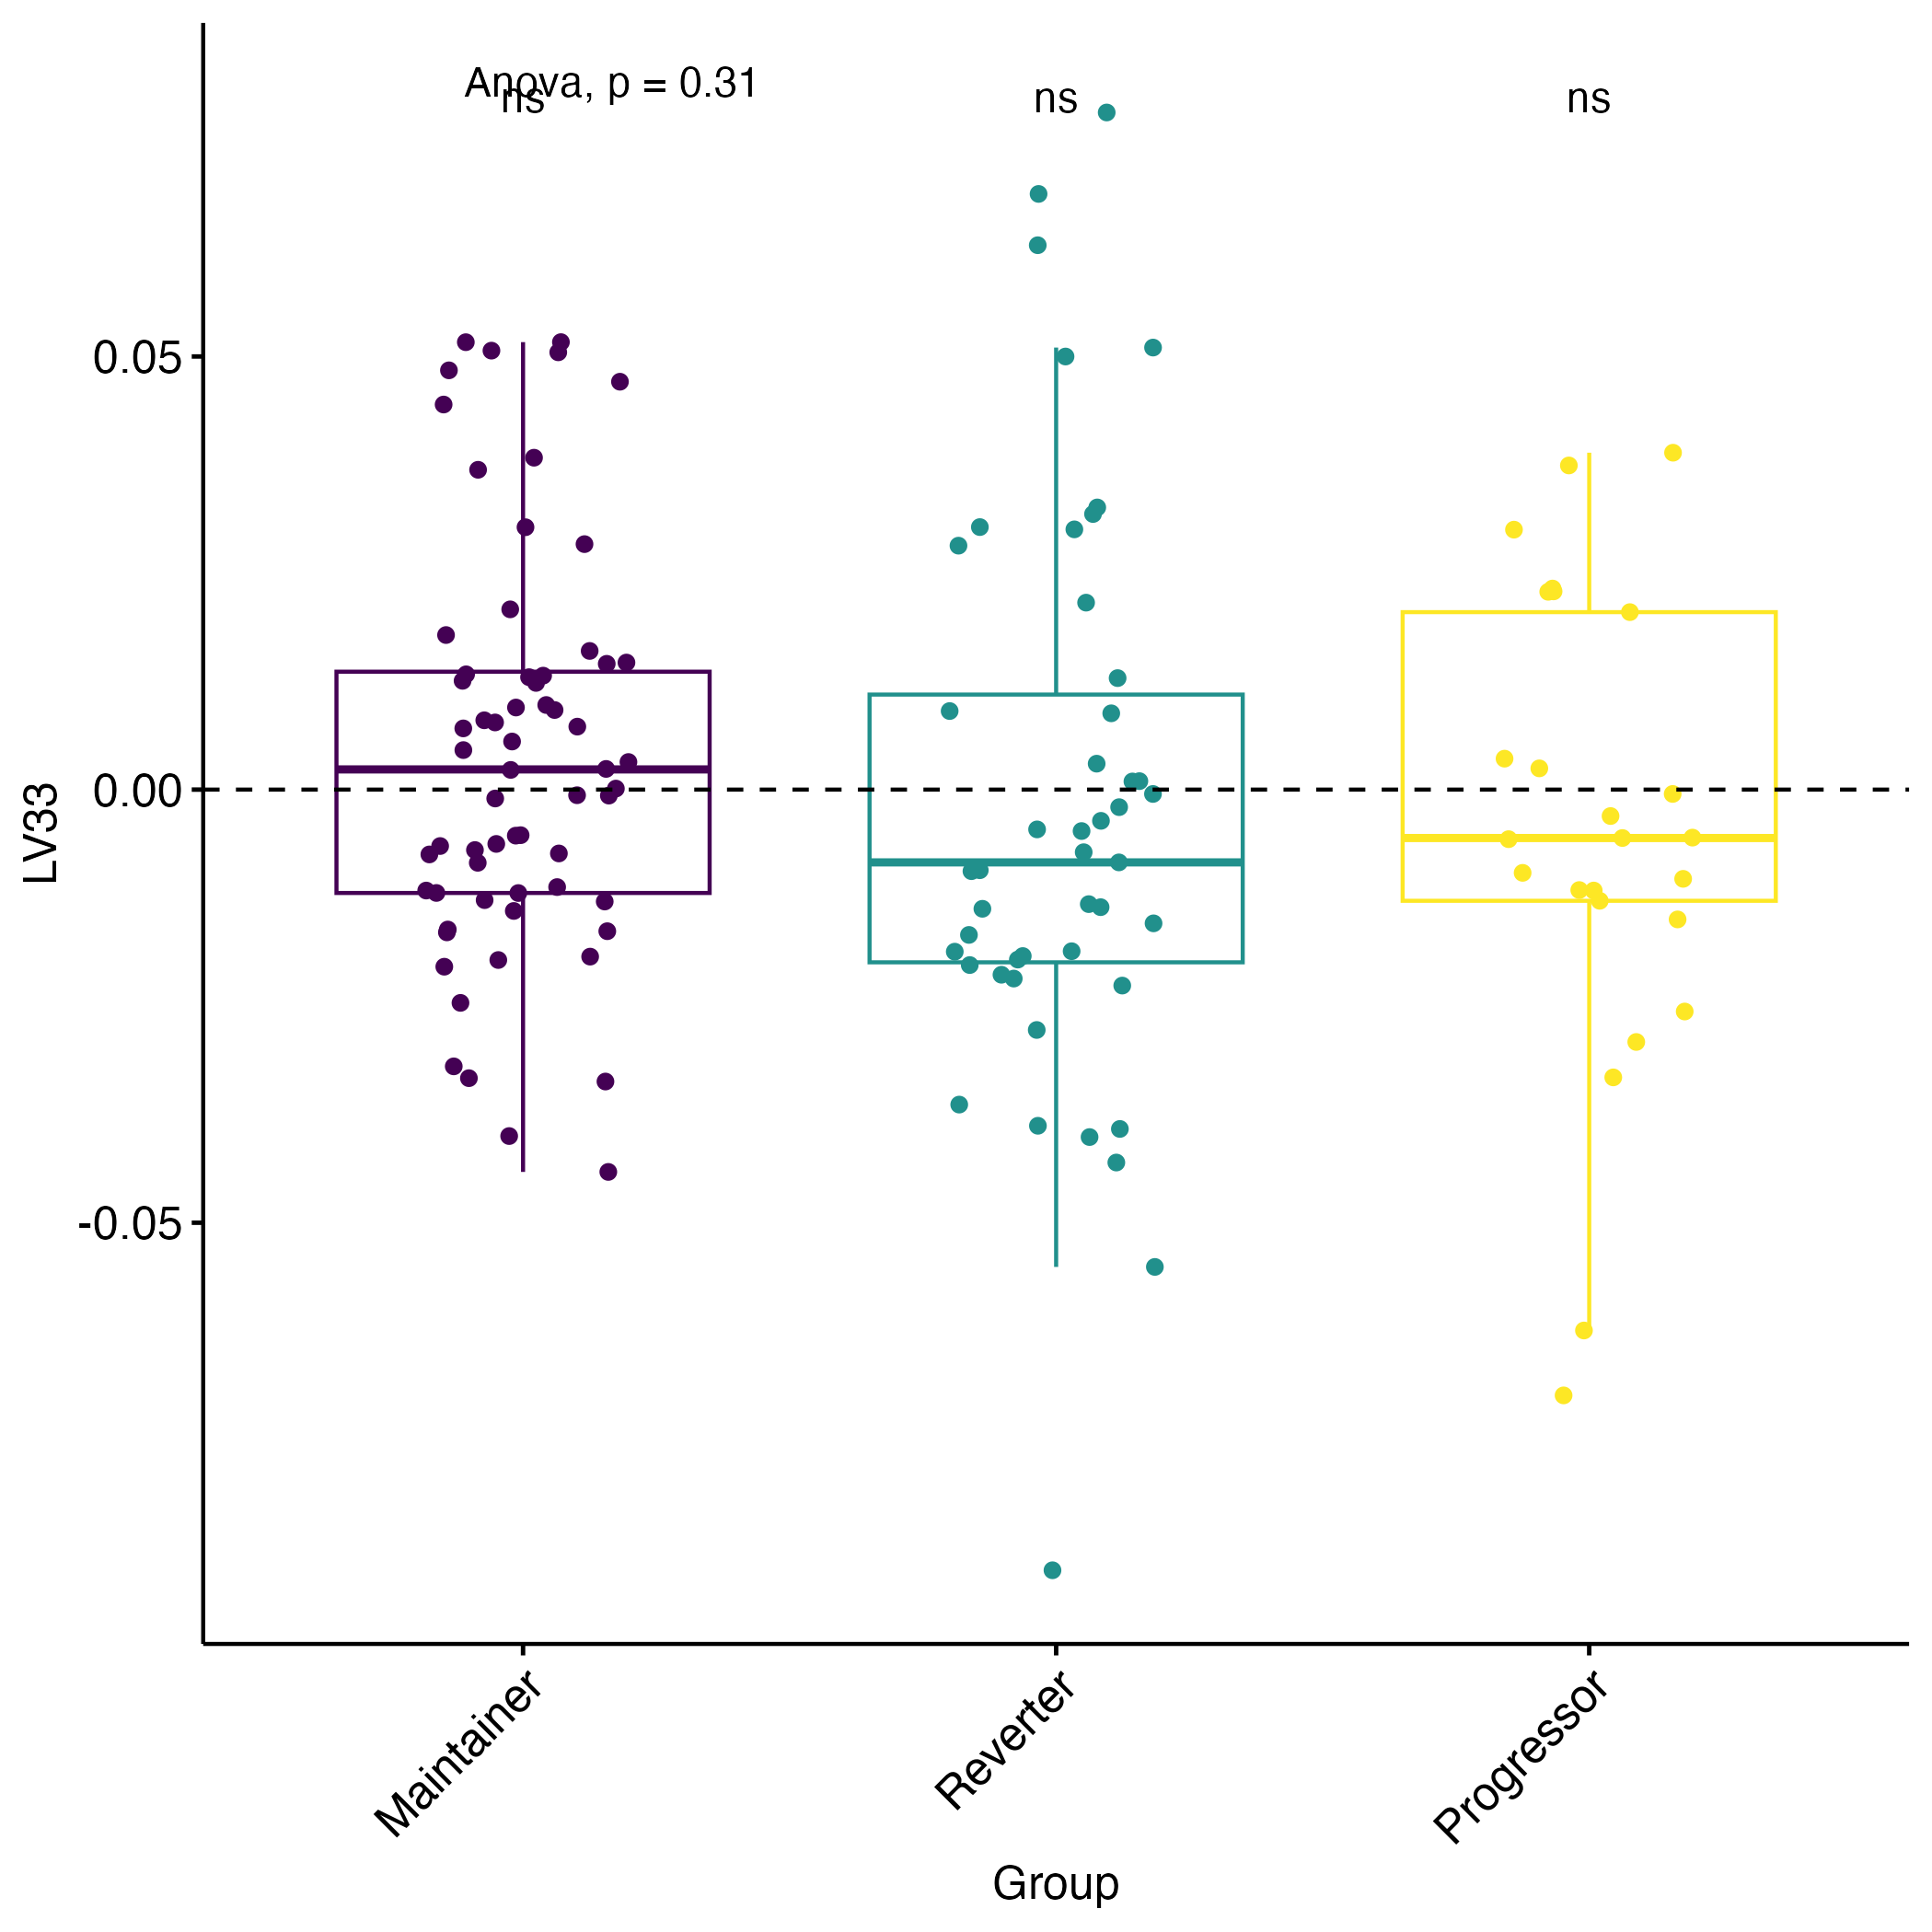 Anova, p = 0.31
ns ns ns
0.05
0.00
-0.05
LV33
Maintainer Reverter Progressor
Group